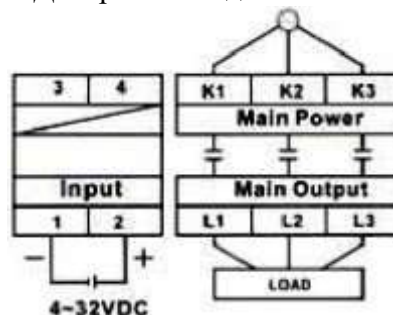 3 4
K1 K2 K3
Main Power
Input
Main Output
1 2
L1 L2 L3
− +
LOAD
4~32VDC